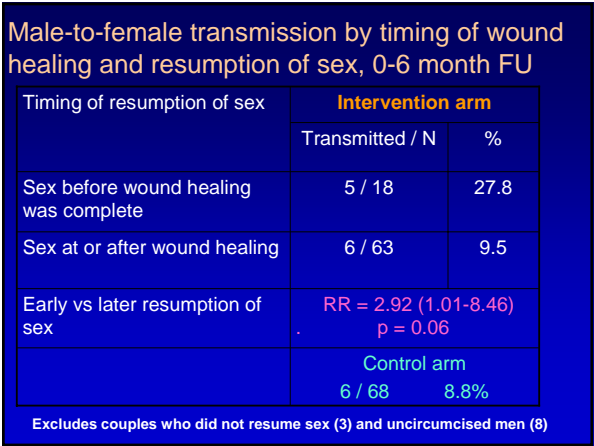 Male-to-female transmission by timing of wound
healing and resumption of sex, 0-6 month FU
Timing of resumption of sex
Intervention arm
Transmitted / N %
Sex before wound healing
was complete
5 / 18 27.8
Sex at or after wound healing 6 / 63 9.5
Early vs later resumption of
sex
RR = 2.92 (1.01-8.46)
. p = 0.06
Control arm
6 / 68 8.8%
Excludes couples who did not resume sex (3) and uncircumcised men (8)